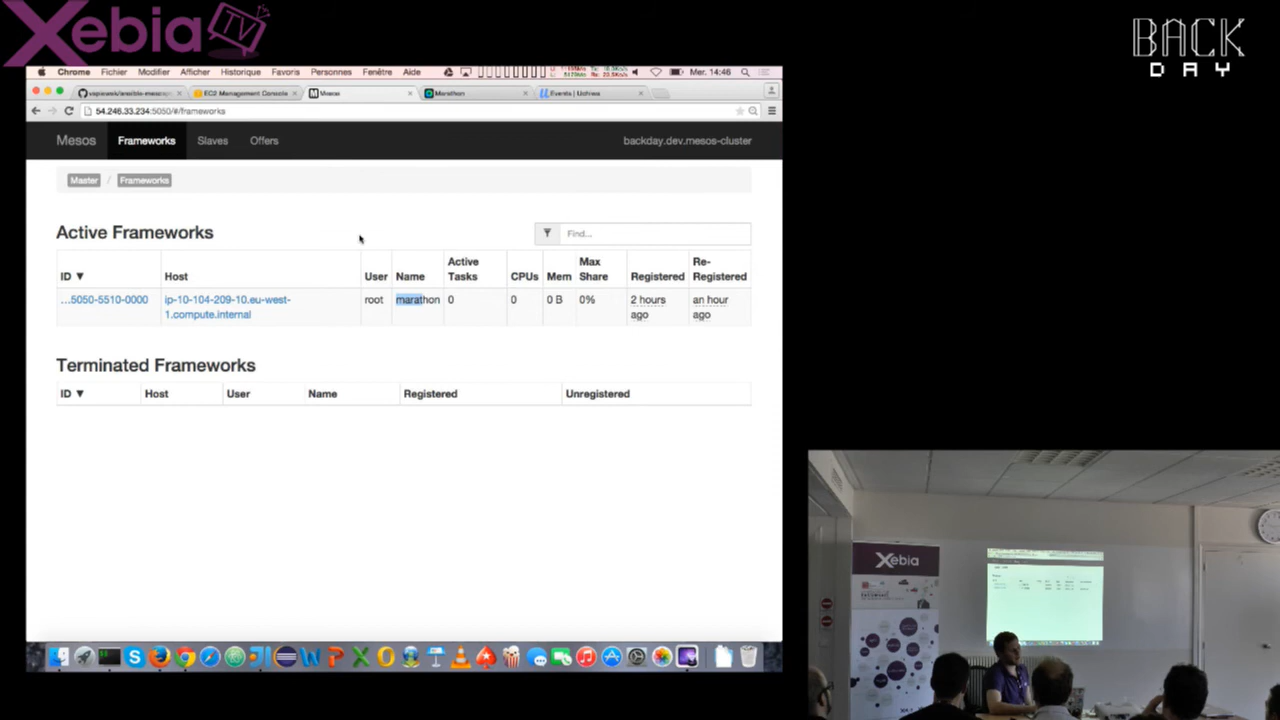 Xebia TV
BACK
DAY
Chrome Fichier Modifier Afficher Historique Favoris Personnes Fenêtre Aide Mer. 14:46
EC2 Management Console
Mesos
Marathon
Events | Uchiwa
54.246.33.234:5050/#/frameworks
Mesos Frameworks Slaves Offers backday.dev.mesos-cluster
Master / Frameworks
Active Frameworks
Find...
ID ▼ Host User Name Active Tasks CPUs Mem Max Share Registered Re-Registered
...5050-5510-0000 ip-10-104-209-10.eu-west-1.compute.internal root marathon 0 0 0 B 0% 2 hours ago an hour ago
Terminated Frameworks
ID ▼ Host User Name Registered Unregistered
Xebia